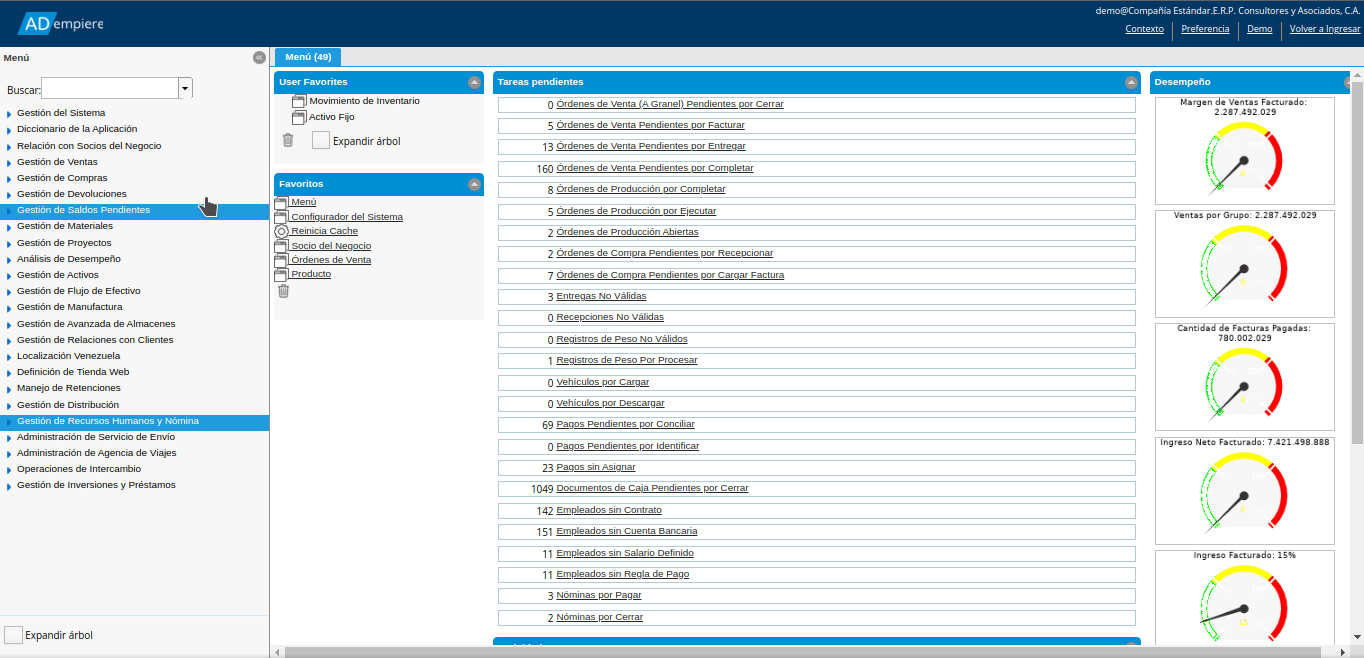 ADempiere
demo@Compañía Estándar.E.R.P. Consultores y Asociados, C.A.
Contexto Preferencia Demo Volver a Ingresar
Menú
Buscar:
Gestión del Sistema
Diccionario de la Aplicación
Relación con Socios del Negocio
Gestión de Ventas
Gestión de Compras
Gestión de Devoluciones
Gestión de Saldos Pendientes
Gestión de Materiales
Gestión de Proyectos
Análisis de Desempeño
Gestión de Activos
Gestión de Flujo de Efectivo
Gestión de Manufactura
Gestión de Avanzada de Almacenes
Gestión de Relaciones con Clientes
Localización Venezuela
Definición de Tienda Web
Manejo de Retenciones
Gestión de Distribución
Gestión de Recursos Humanos y Nómina
Administración de Servicio de Envío
Administración de Agencia de Viajes
Operaciones de Intercambio
Gestión de Inversiones y Préstamos
Expandir árbol
Menú (49)
User Favorites
Movimiento de Inventario
Activo Fijo
Expandir árbol
Favoritos
Menú
Configurador del Sistema
Reinicia Cache
Socio del Negocio
Órdenes de Venta
Producto
Tareas pendientes
0 Órdenes de Venta (A Granel) Pendientes por Cerrar
5 Órdenes de Venta Pendientes por Facturar
13 Órdenes de Venta Pendientes por Entregar
160 Órdenes de Venta Pendientes por Completar
8 Órdenes de Producción por Completar
5 Órdenes de Producción por Ejecutar
2 Órdenes de Producción Abiertas
2 Órdenes de Compra Pendientes por Recepcionar
7 Órdenes de Compra Pendientes por Cargar Factura
3 Entregas No Válidas
0 Recepciones No Válidas
0 Registros de Peso No Válidos
1 Registros de Peso Por Procesar
0 Vehículos por Cargar
0 Vehículos por Descargar
69 Pagos Pendientes por Conciliar
0 Pagos Pendientes por Identificar
23 Pagos sin Asignar
1049 Documentos de Caja Pendientes por Cerrar
142 Empleados sin Contrato
151 Empleados sin Cuenta Bancaria
11 Empleados sin Salario Definido
11 Empleados sin Regla de Pago
3 Nóminas por Pagar
2 Nóminas por Cerrar
Desempeño
Margen de Ventas Facturado:
2.287.492.029
Ventas por Grupo: 2.287.492.029
Cantidad de Facturas Pagadas:
780.002.029
Ingreso Neto Facturado: 7.421.498.888
Ingreso Facturado: 15%
15